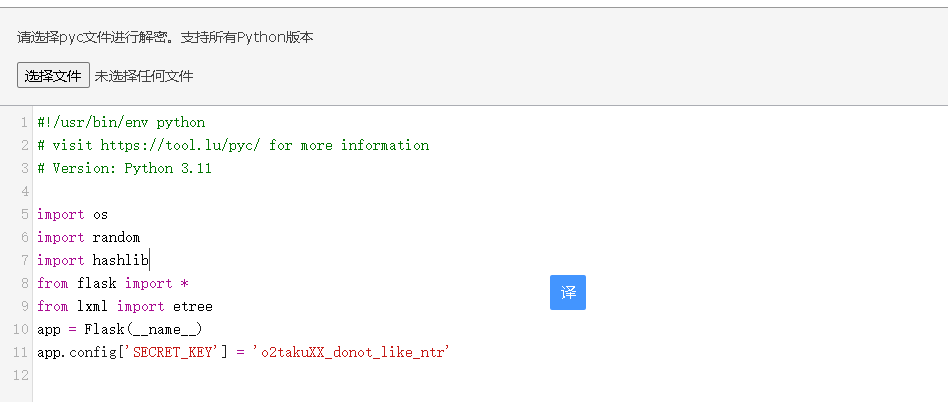 请选择pyc文件进行解密。支持所有Python版本
选择文件 未选择任何文件
1 #!/usr/bin/env python
2 # visit https://tool.lu/pyc/ for more information
3 # Version: Python 3.11
4
5 import os
6 import random
7 import hashlib
8 from flask import *
译
9 from lxml import etree
10 app = Flask(__name__)
11 app.config['SECRET_KEY'] = 'o2takuXX_donot_like_ntr'
12